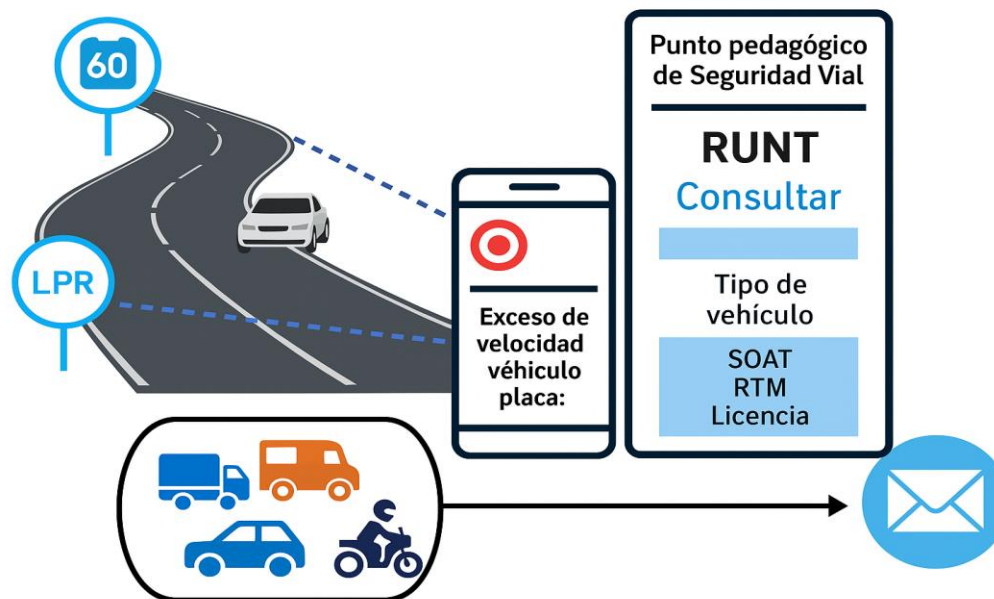 60
LPR
Exceso de
velocidad
véhiculo
placa:
Punto pedagógico
de Seguridad Vial
RUNT
Consultar
Tipo de
vehículo
SOAT
RTM
Licencia